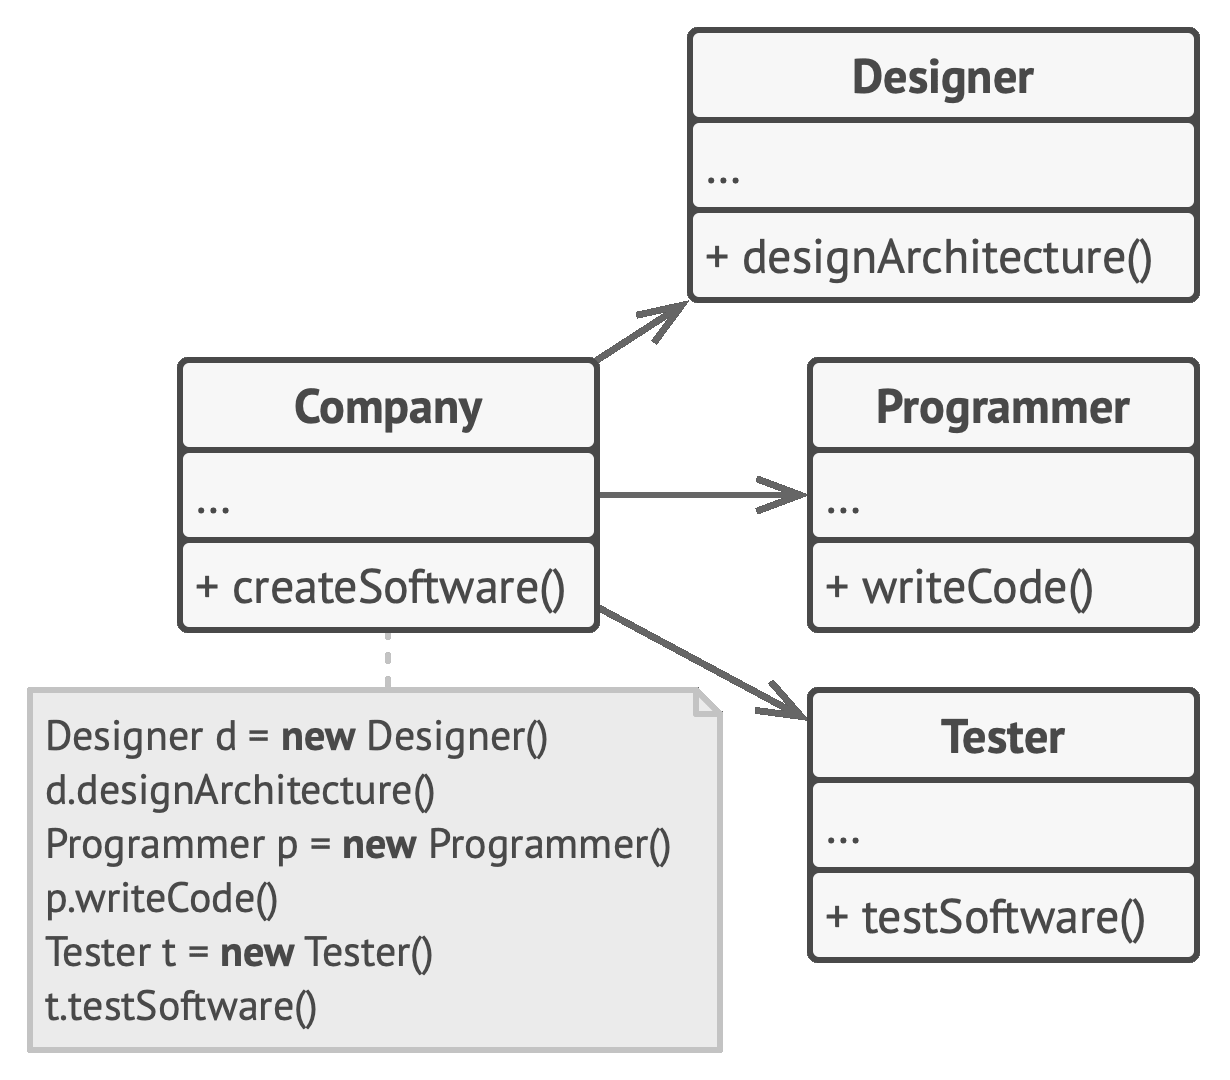 Designer
...
+ designArchitecture()
Company
...
+ createSoftware()
Programmer
...
+ writeCode()
Tester
...
+ testSoftware()
Designer d = new Designer()
d.designArchitecture()
Programmer p = new Programmer()
p.writeCode()
Tester t = new Tester()
t.testSoftware()